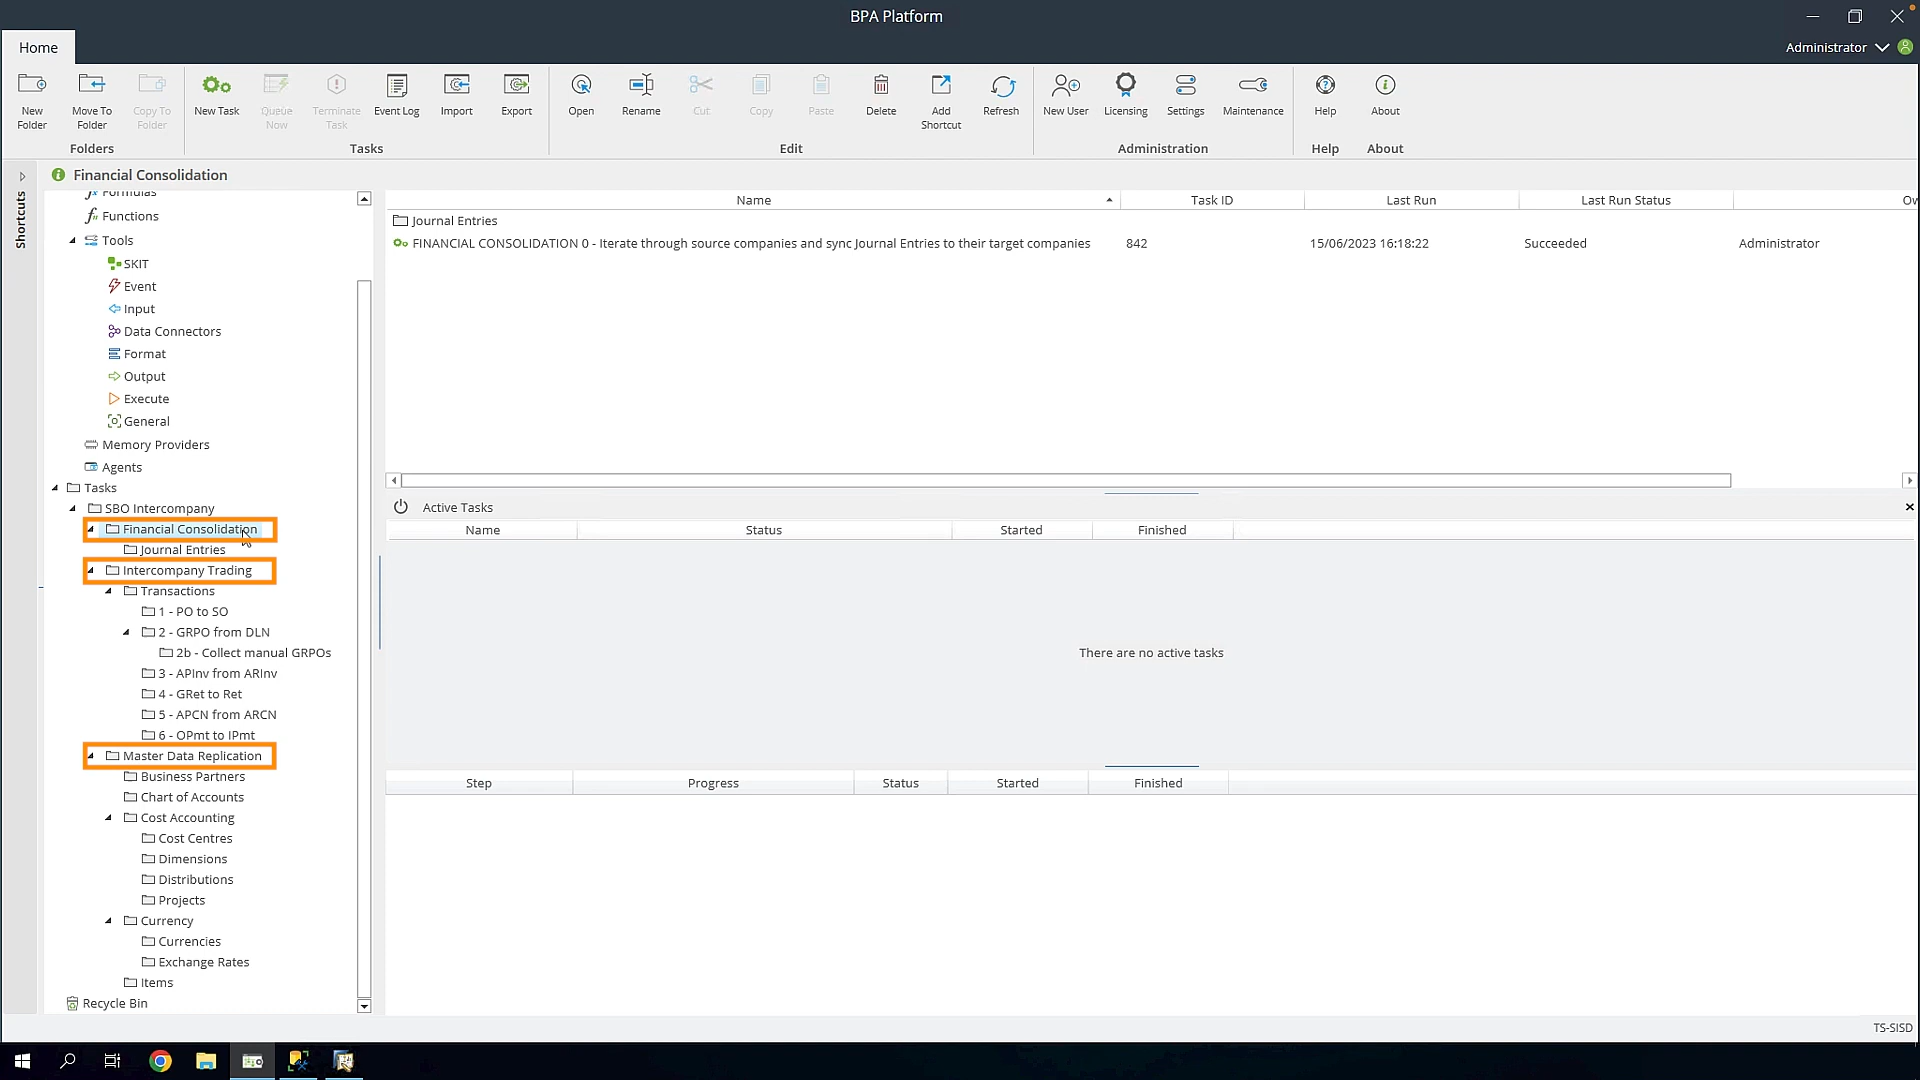 BPA Platform
Home
Administrator
New Folder
Move To Folder
Copy To Folder
New Task
Queue Now
Terminate Task
Event Log
Import
Export
Open
Rename
Cut
Copy
Paste
Delete
Add Shortcut
Refresh
New User
Licensing
Settings
Maintenance
Help
About
Folders
Tasks
Edit
Administration
Help
About
Shortcuts
Financial Consolidation
Formulas
Functions
Tools
SKIT
Event
Input
Data Connectors
Format
Output
Execute
General
Memory Providers
Agents
Tasks
SBO Intercompany
Financial Consolidation
Journal Entries
Intercompany Trading
Transactions
1 - PO to SO
2 - GRPO from DLN
2b - Collect manual GRPOs
3 - APInv from ARInv
4 - GRet to Ret
5 - APCN from ARCN
6 - OPmt to IPmt
Master Data Replication
Business Partners
Chart of Accounts
Cost Accounting
Cost Centres
Dimensions
Distributions
Projects
Currency
Currencies
Exchange Rates
Items
Recycle Bin
Name Task ID Last Run Last Run Status Ow
Journal Entries
FINANCIAL CONSOLIDATION 0 - Iterate through source companies and sync Journal Entries to their target companies 842 15/06/2023 16:18:22 Succeeded Administrator
Active Tasks
Name Status Started Finished
There are no active tasks
Step Progress Status Started Finished
TS-SISD